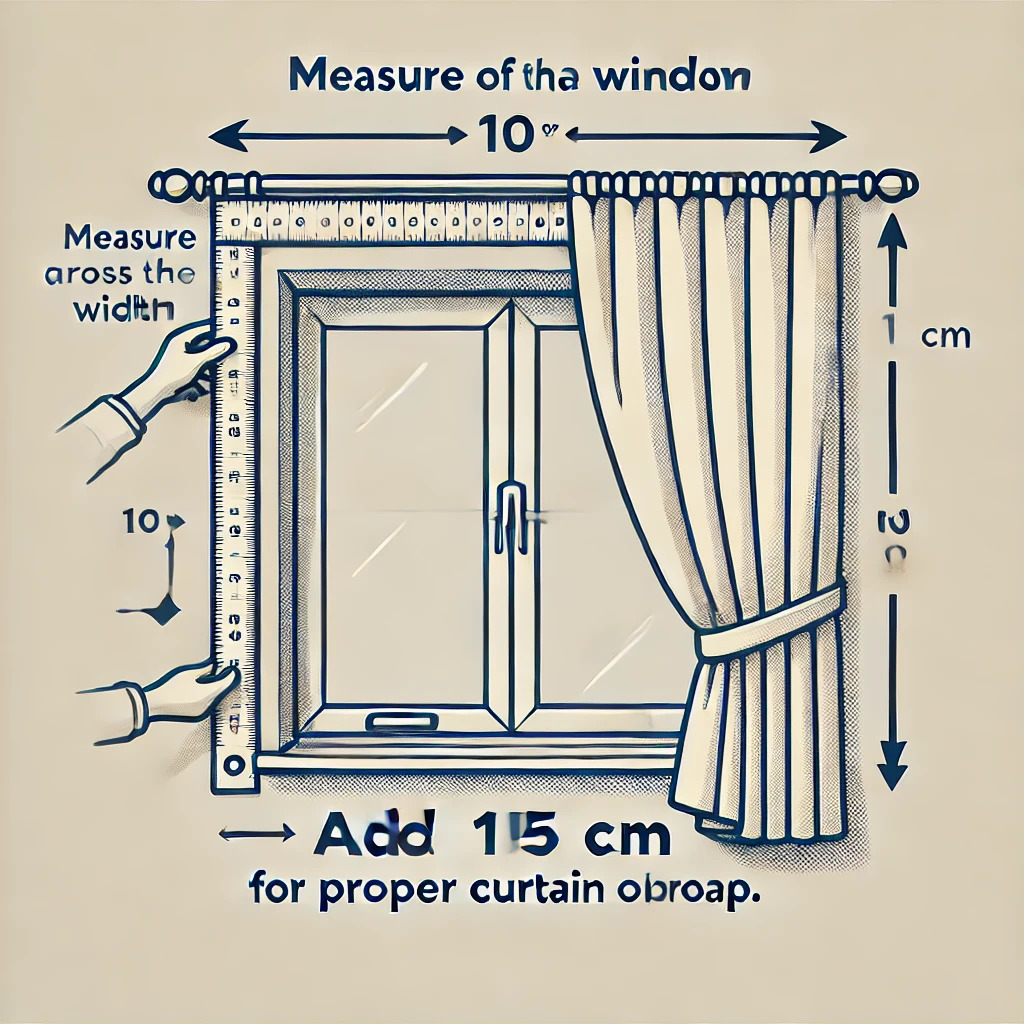 Measure of tha windon
10
Measure
aross the
width
1 cm
10
Add 15 cm
for proper curtain obroap.